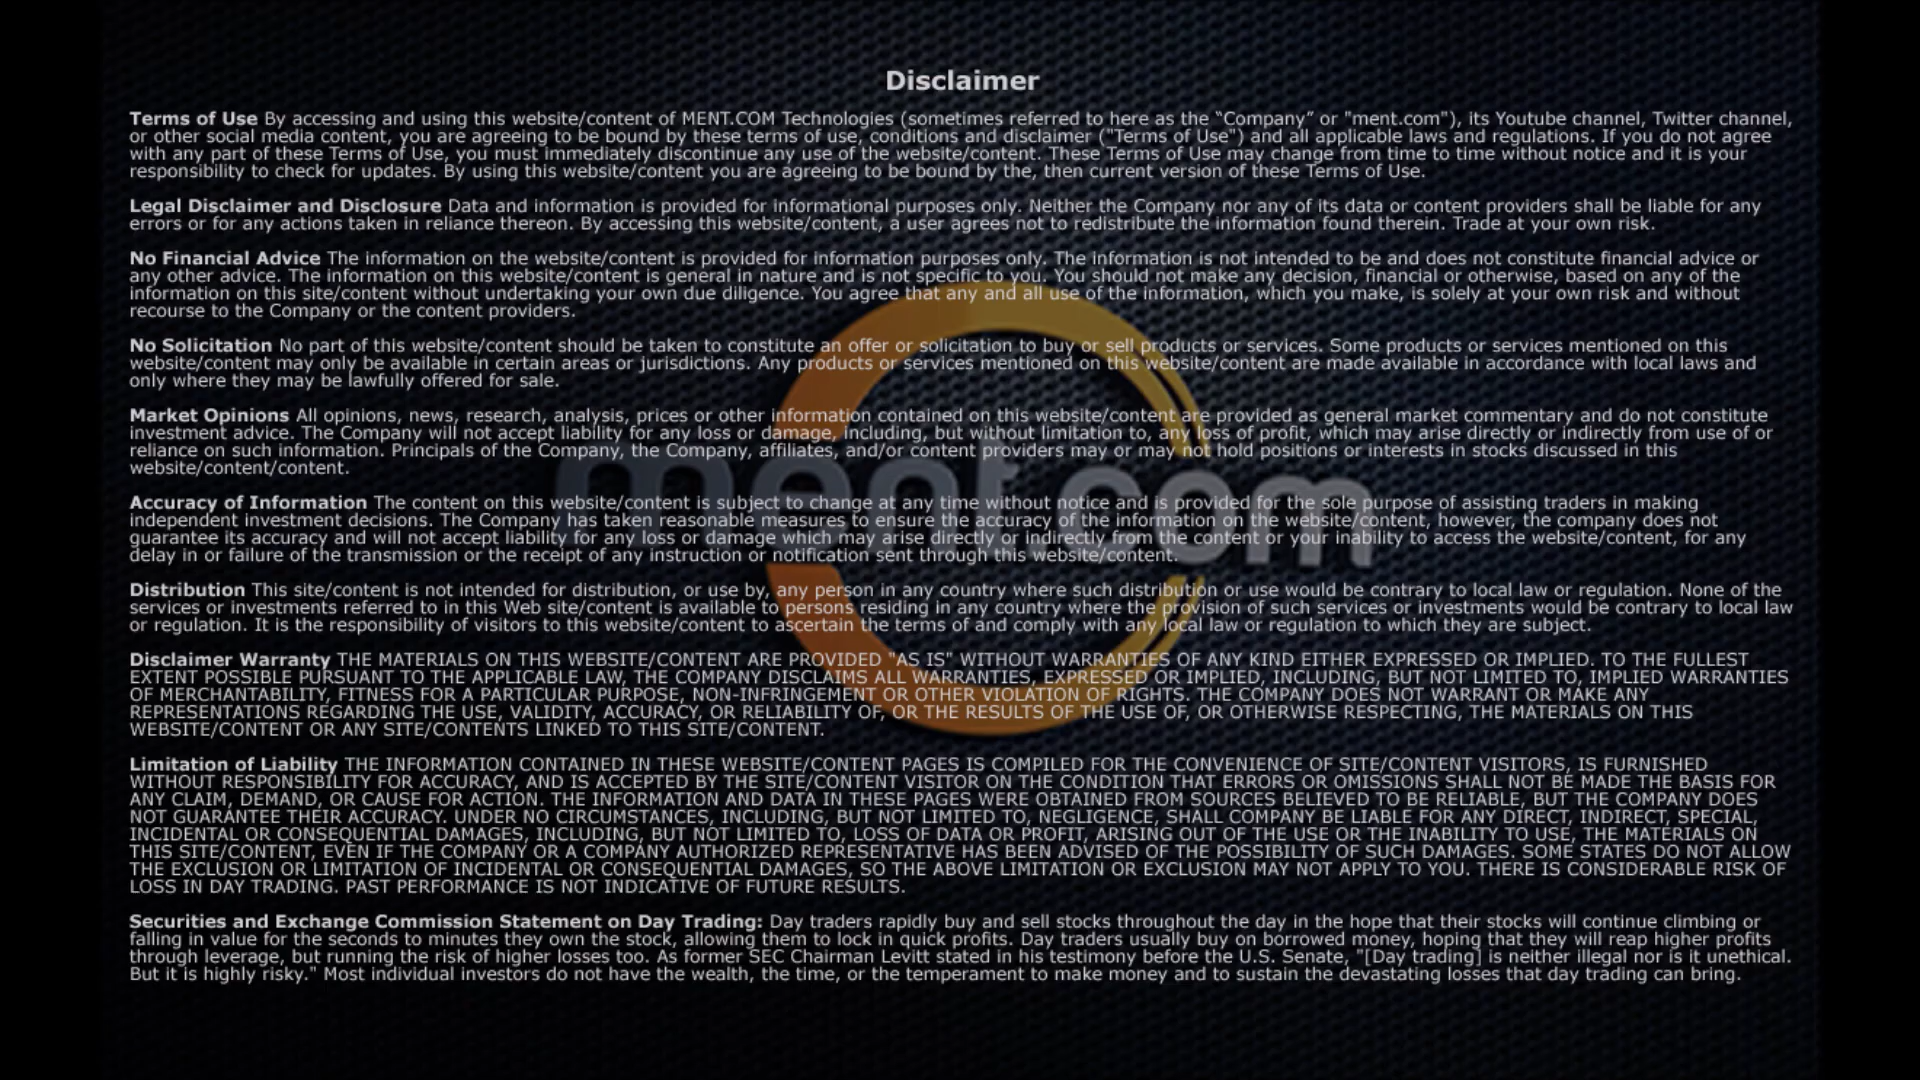 Disclaimer
Terms of Use By accessing and using this website/content of MENT.COM Technologies (sometimes referred to here as the “Company” or "ment.com"), its Youtube channel, Twitter channel,
or other social media content, you are agreeing to be bound by these terms of use, conditions and disclaimer ("Terms of Use") and all applicable laws and regulations. If you do not agree
with any part of these Terms of Use, you must immediately discontinue any use of the website/content. These Terms of Use may change from time to time without notice and it is your
responsibility to check for updates. By using this website/content you are agreeing to be bound by the, then current version of these Terms of Use.
Legal Disclaimer and Disclosure Data and information is provided for informational purposes only. Neither the Company nor any of its data or content providers shall be liable for any
errors or for any actions taken in reliance thereon. By accessing this website/content, a user agrees not to redistribute the information found therein. Trade at your own risk.
No Financial Advice The information on the website/content is provided for information purposes only. The information is not intended to be and does not constitute financial advice or
any other advice. The information on this website/content is general in nature and is not specific to you. You should not make any decision, financial or otherwise, based on any of the
information on this site/content without undertaking your own due diligence. You agree that any and all use of the information, which you make, is solely at your own risk and without
recourse to the Company or the content providers.
No Solicitation No part of this website/content should be taken to constitute an offer or solicitation to buy or sell products or services. Some products or services mentioned on this
website/content may only be available in certain areas or jurisdictions. Any products or services mentioned on this website/content are made available in accordance with local laws and
only where they may be lawfully offered for sale.
Market Opinions All opinions, news, research, analysis, prices or other information contained on this website/content are provided as general market commentary and do not constitute
investment advice. The Company will not accept liability for any loss or damage, including, but without limitation to, any loss of profit, which may arise directly or indirectly from use of or
reliance on such information. Principals of the Company, the Company, affiliates, and/or content providers may or may not hold positions or interests in stocks discussed in this
website/content/content.
ment.com
Accuracy of Information The content on this website/content is subject to change at any time without notice and is provided for the sole purpose of assisting traders in making
independent investment decisions. The Company has taken reasonable measures to ensure the accuracy of the information on the website/content, however, the company does not
guarantee its accuracy and will not accept liability for any loss or damage which may arise directly or indirectly from the content or your inability to access the website/content, for any
delay in or failure of the transmission or the receipt of any instruction or notification sent through this website/content.
Distribution This site/content is not intended for distribution, or use by, any person in any country where such distribution or use would be contrary to local law or regulation. None of the
services or investments referred to in this Web site/content is available to persons residing in any country where the provision of such services or investments would be contrary to local law
or regulation. It is the responsibility of visitors to this website/content to ascertain the terms of and comply with any local law or regulation to which they are subject.
Disclaimer Warranty THE MATERIALS ON THIS WEBSITE/CONTENT ARE PROVIDED "AS IS" WITHOUT WARRANTIES OF ANY KIND EITHER EXPRESSED OR IMPLIED. TO THE FULLEST
EXTENT POSSIBLE PURSUANT TO THE APPLICABLE LAW, THE COMPANY DISCLAIMS ALL WARRANTIES, EXPRESSED OR IMPLIED, INCLUDING, BUT NOT LIMITED TO, IMPLIED WARRANTIES
OF MERCHANTABILITY, FITNESS FOR A PARTICULAR PURPOSE, NON-INFRINGEMENT OR OTHER VIOLATION OF RIGHTS. THE COMPANY DOES NOT WARRANT OR MAKE ANY
REPRESENTATIONS REGARDING THE USE, VALIDITY, ACCURACY, OR RELIABILITY OF, OR THE RESULTS OF THE USE OF, OR OTHERWISE RESPECTING, THE MATERIALS ON THIS
WEBSITE/CONTENT OR ANY SITE/CONTENTS LINKED TO THIS SITE/CONTENT.
Limitation of Liability THE INFORMATION CONTAINED IN THESE WEBSITE/CONTENT PAGES IS COMPILED FOR THE CONVENIENCE OF SITE/CONTENT VISITORS, IS FURNISHED
WITHOUT RESPONSIBILITY FOR ACCURACY, AND IS ACCEPTED BY THE SITE/CONTENT VISITOR ON THE CONDITION THAT ERRORS OR OMISSIONS SHALL NOT BE MADE THE BASIS FOR
ANY CLAIM, DEMAND, OR CAUSE FOR ACTION. THE INFORMATION AND DATA IN THESE PAGES WERE OBTAINED FROM SOURCES BELIEVED TO BE RELIABLE, BUT THE COMPANY DOES
NOT GUARANTEE THEIR ACCURACY. UNDER NO CIRCUMSTANCES, INCLUDING, BUT NOT LIMITED TO, NEGLIGENCE, SHALL COMPANY BE LIABLE FOR ANY DIRECT, INDIRECT, SPECIAL,
INCIDENTAL OR CONSEQUENTIAL DAMAGES, INCLUDING, BUT NOT LIMITED TO, LOSS OF DATA OR PROFIT, ARISING OUT OF THE USE OR THE INABILITY TO USE, THE MATERIALS ON
THIS SITE/CONTENT, EVEN IF THE COMPANY OR A COMPANY AUTHORIZED REPRESENTATIVE HAS BEEN ADVISED OF THE POSSIBILITY OF SUCH DAMAGES. SOME STATES DO NOT ALLOW
THE EXCLUSION OR LIMITATION OF INCIDENTAL OR CONSEQUENTIAL DAMAGES, SO THE ABOVE LIMITATION OR EXCLUSION MAY NOT APPLY TO YOU. THERE IS CONSIDERABLE RISK OF
LOSS IN DAY TRADING. PAST PERFORMANCE IS NOT INDICATIVE OF FUTURE RESULTS.
Securities and Exchange Commission Statement on Day Trading: Day traders rapidly buy and sell stocks throughout the day in the hope that their stocks will continue climbing or
falling in value for the seconds to minutes they own the stock, allowing them to lock in quick profits. Day traders usually buy on borrowed money, hoping that they will reap higher profits
through leverage, but running the risk of higher losses too. As former SEC Chairman Levitt stated in his testimony before the U.S. Senate, "[Day trading] is neither illegal nor is it unethical.
But it is highly risky." Most individual investors do not have the wealth, the time, or the temperament to make money and to sustain the devastating losses that day trading can bring.